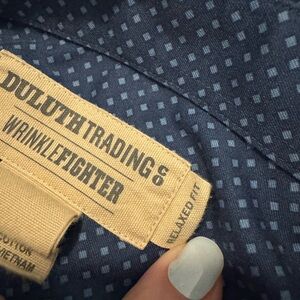 DULUTH TRADING CO
WRINKLEFIGHTER
RELAXED FIT
COTTON
VIETNAM